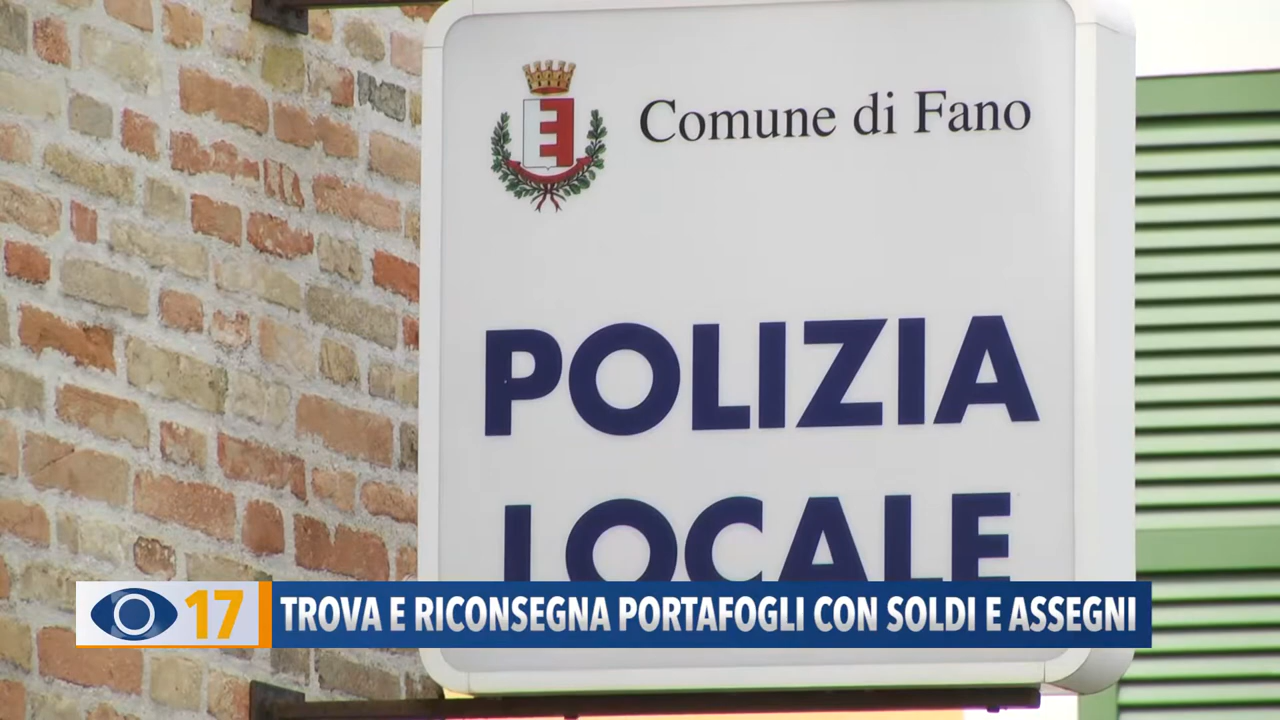 Comune di Fano
POLIZIA
LOCALE
17 TROVA E RICONSEGNA PORTAFOGLI CON SOLDI E ASSEGNI